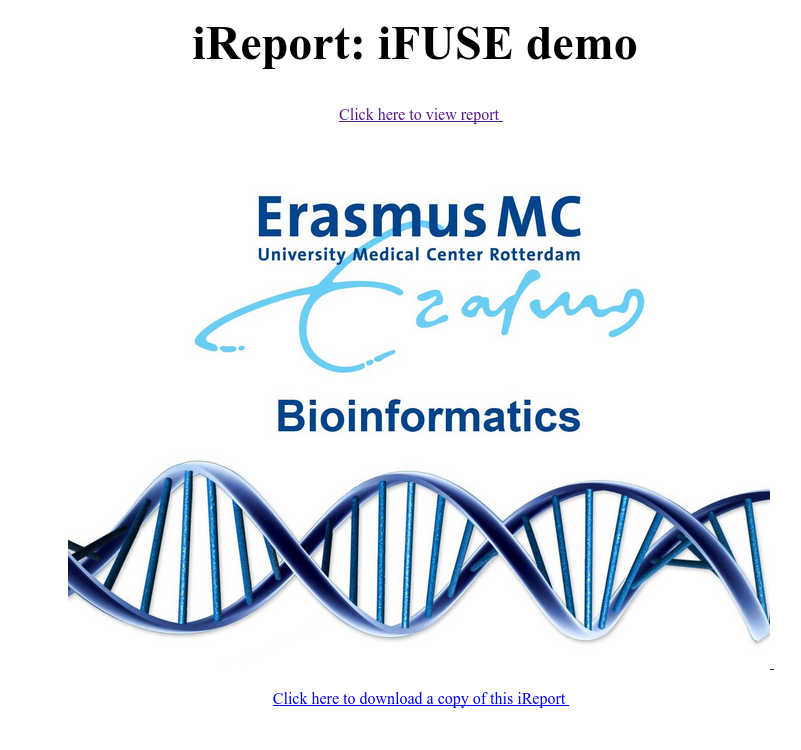 iReport: iFUSE demo
Click here to view report
Erasmus MC
University Medical Center Rotterdam
Erasmus
Bioinformatics
Click here to download a copy of this iReport